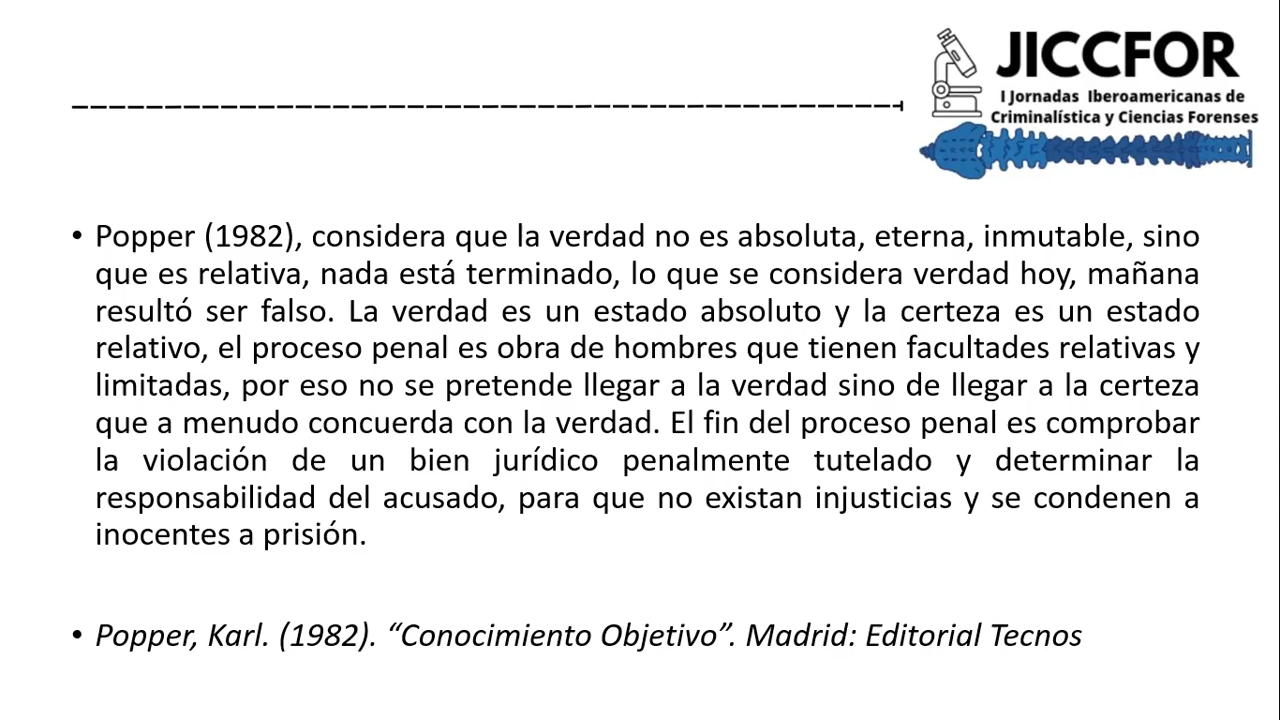 JICCFOR
I Jornadas Iberoamericanas de
Criminalística y Ciencias Forenses
• Popper (1982), considera que la verdad no es absoluta, eterna, inmutable, sino
que es relativa, nada está terminado, lo que se considera verdad hoy, mañana
resultó ser falso. La verdad es un estado absoluto y la certeza es un estado
relativo, el proceso penal es obra de hombres que tienen facultades relativas y
limitadas, por eso no se pretende llegar a la verdad sino de llegar a la certeza
que a menudo concuerda con la verdad. El fin del proceso penal es comprobar
la violación de un bien jurídico penalmente tutelado y determinar la
responsabilidad del acusado, para que no existan injusticias y se condenen a
inocentes a prisión.
• Popper, Karl. (1982). “Conocimiento Objetivo”. Madrid: Editorial Tecnos